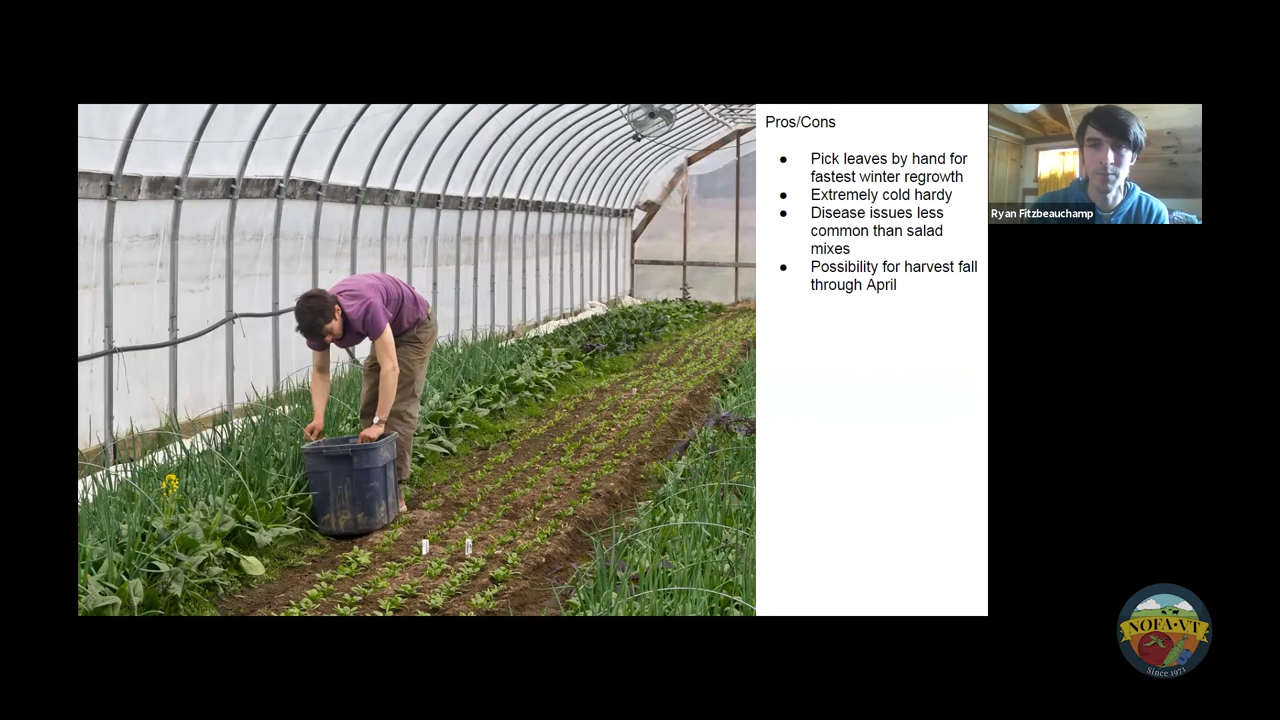 Pros/Cons
● Pick leaves by hand for
fastest winter regrowth
● Extremely cold hardy
● Disease issues less
common than salad
mixes
● Possibility for harvest fall
through April
Ryan Fitzbeauchamp
NOFA•VT
Since 1971